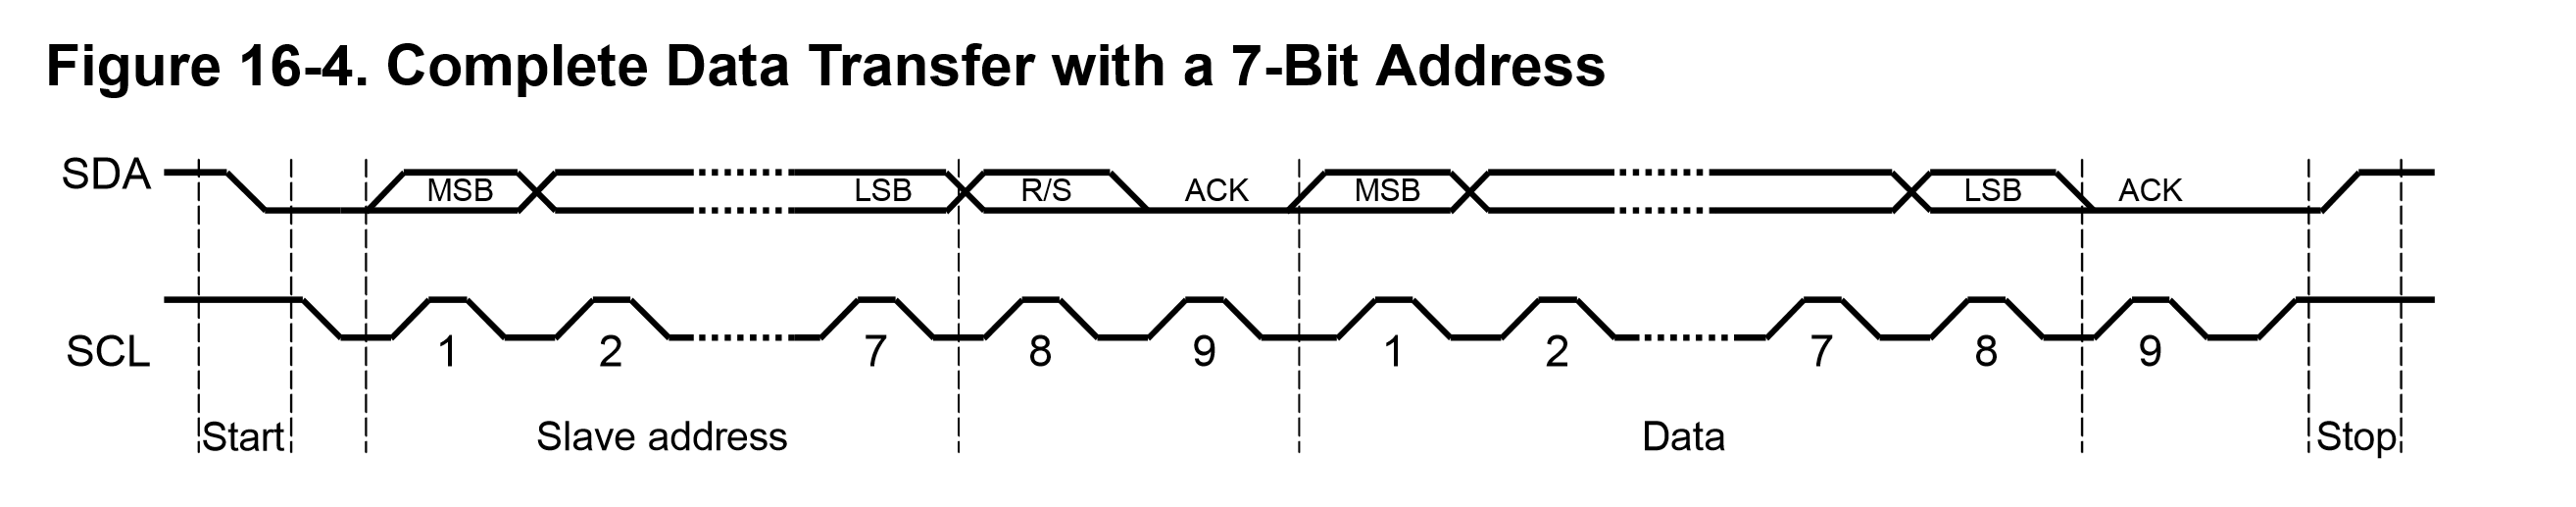 Figure 16-4. Complete Data Transfer with a 7-Bit Address
SDA MSB LSB R/S ACK MSB LSB ACK
SCL 1 2 7 8 9 1 2 7 8 9
Start Slave address Data Stop